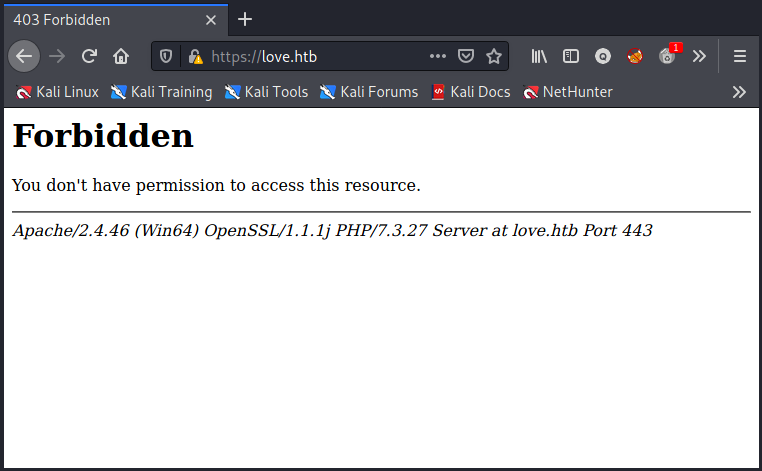 403 Forbidden
https://love.htb
1
Kali Linux Kali Training Kali Tools Kali Forums Kali Docs NetHunter
Forbidden
You don't have permission to access this resource.
Apache/2.4.46 (Win64) OpenSSL/1.1.1j PHP/7.3.27 Server at love.htb Port 443